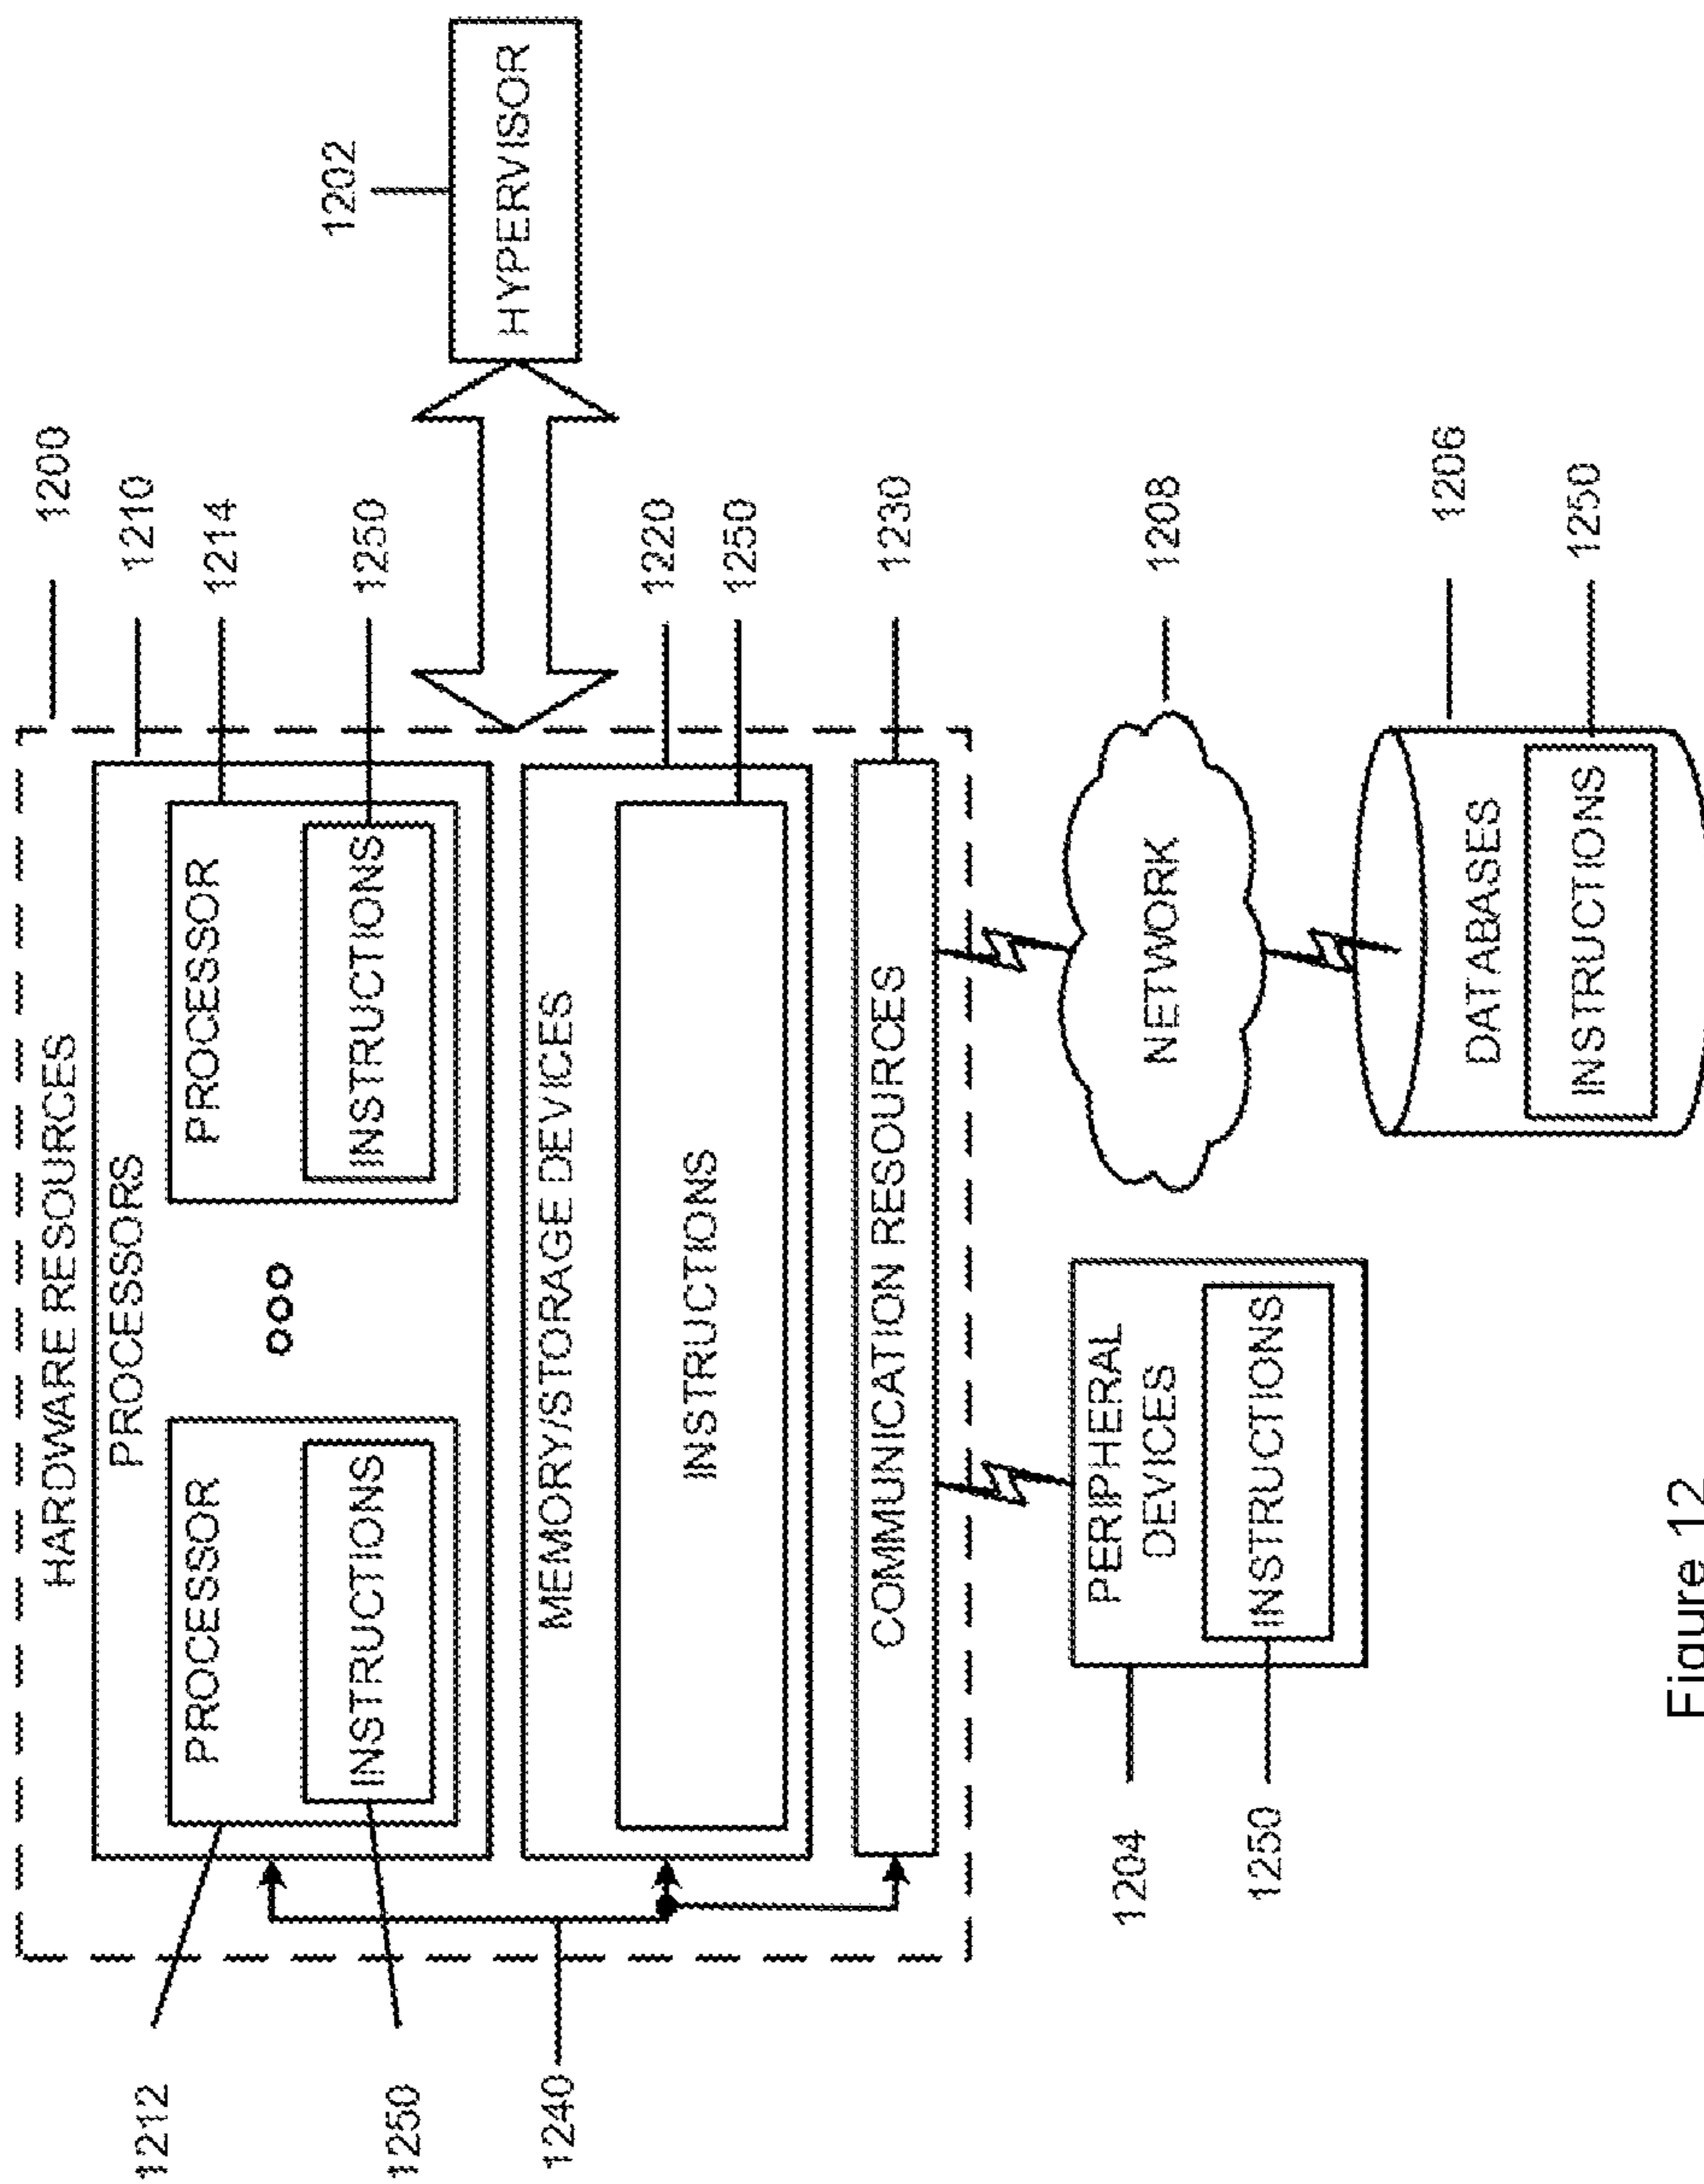 HARDWARE RESOURCES
1200
PROCESSORS
1210
1212
PROCESSOR
INSTRUCTIONS
1250
PROCESSOR
1214
INSTRUCTIONS
1250
HYPERVISOR
1202
MEMORY/STORAGE DEVICES
1220
INSTRUCTIONS
1250
1240
COMMUNICATION RESOURCES
1230
1204
PERIPHERAL
DEVICES
1250
INSTRUCTIONS
NETWORK
1208
DATABASES
1206
INSTRUCTIONS
1250
Figure 12